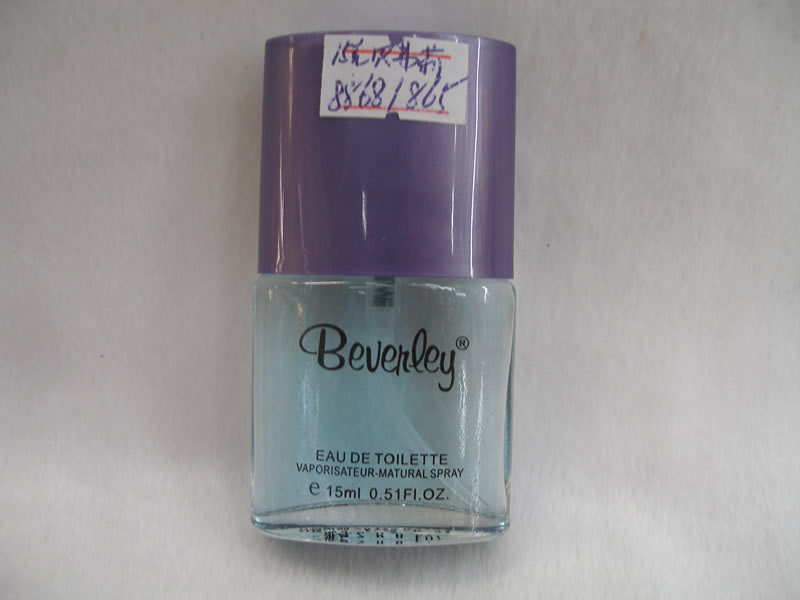 8868/865
Beverley®
EAU DE TOILETTE
VAPORISATEUR-MATURAL SPRAY
e 15ml 0.51Fl.OZ.